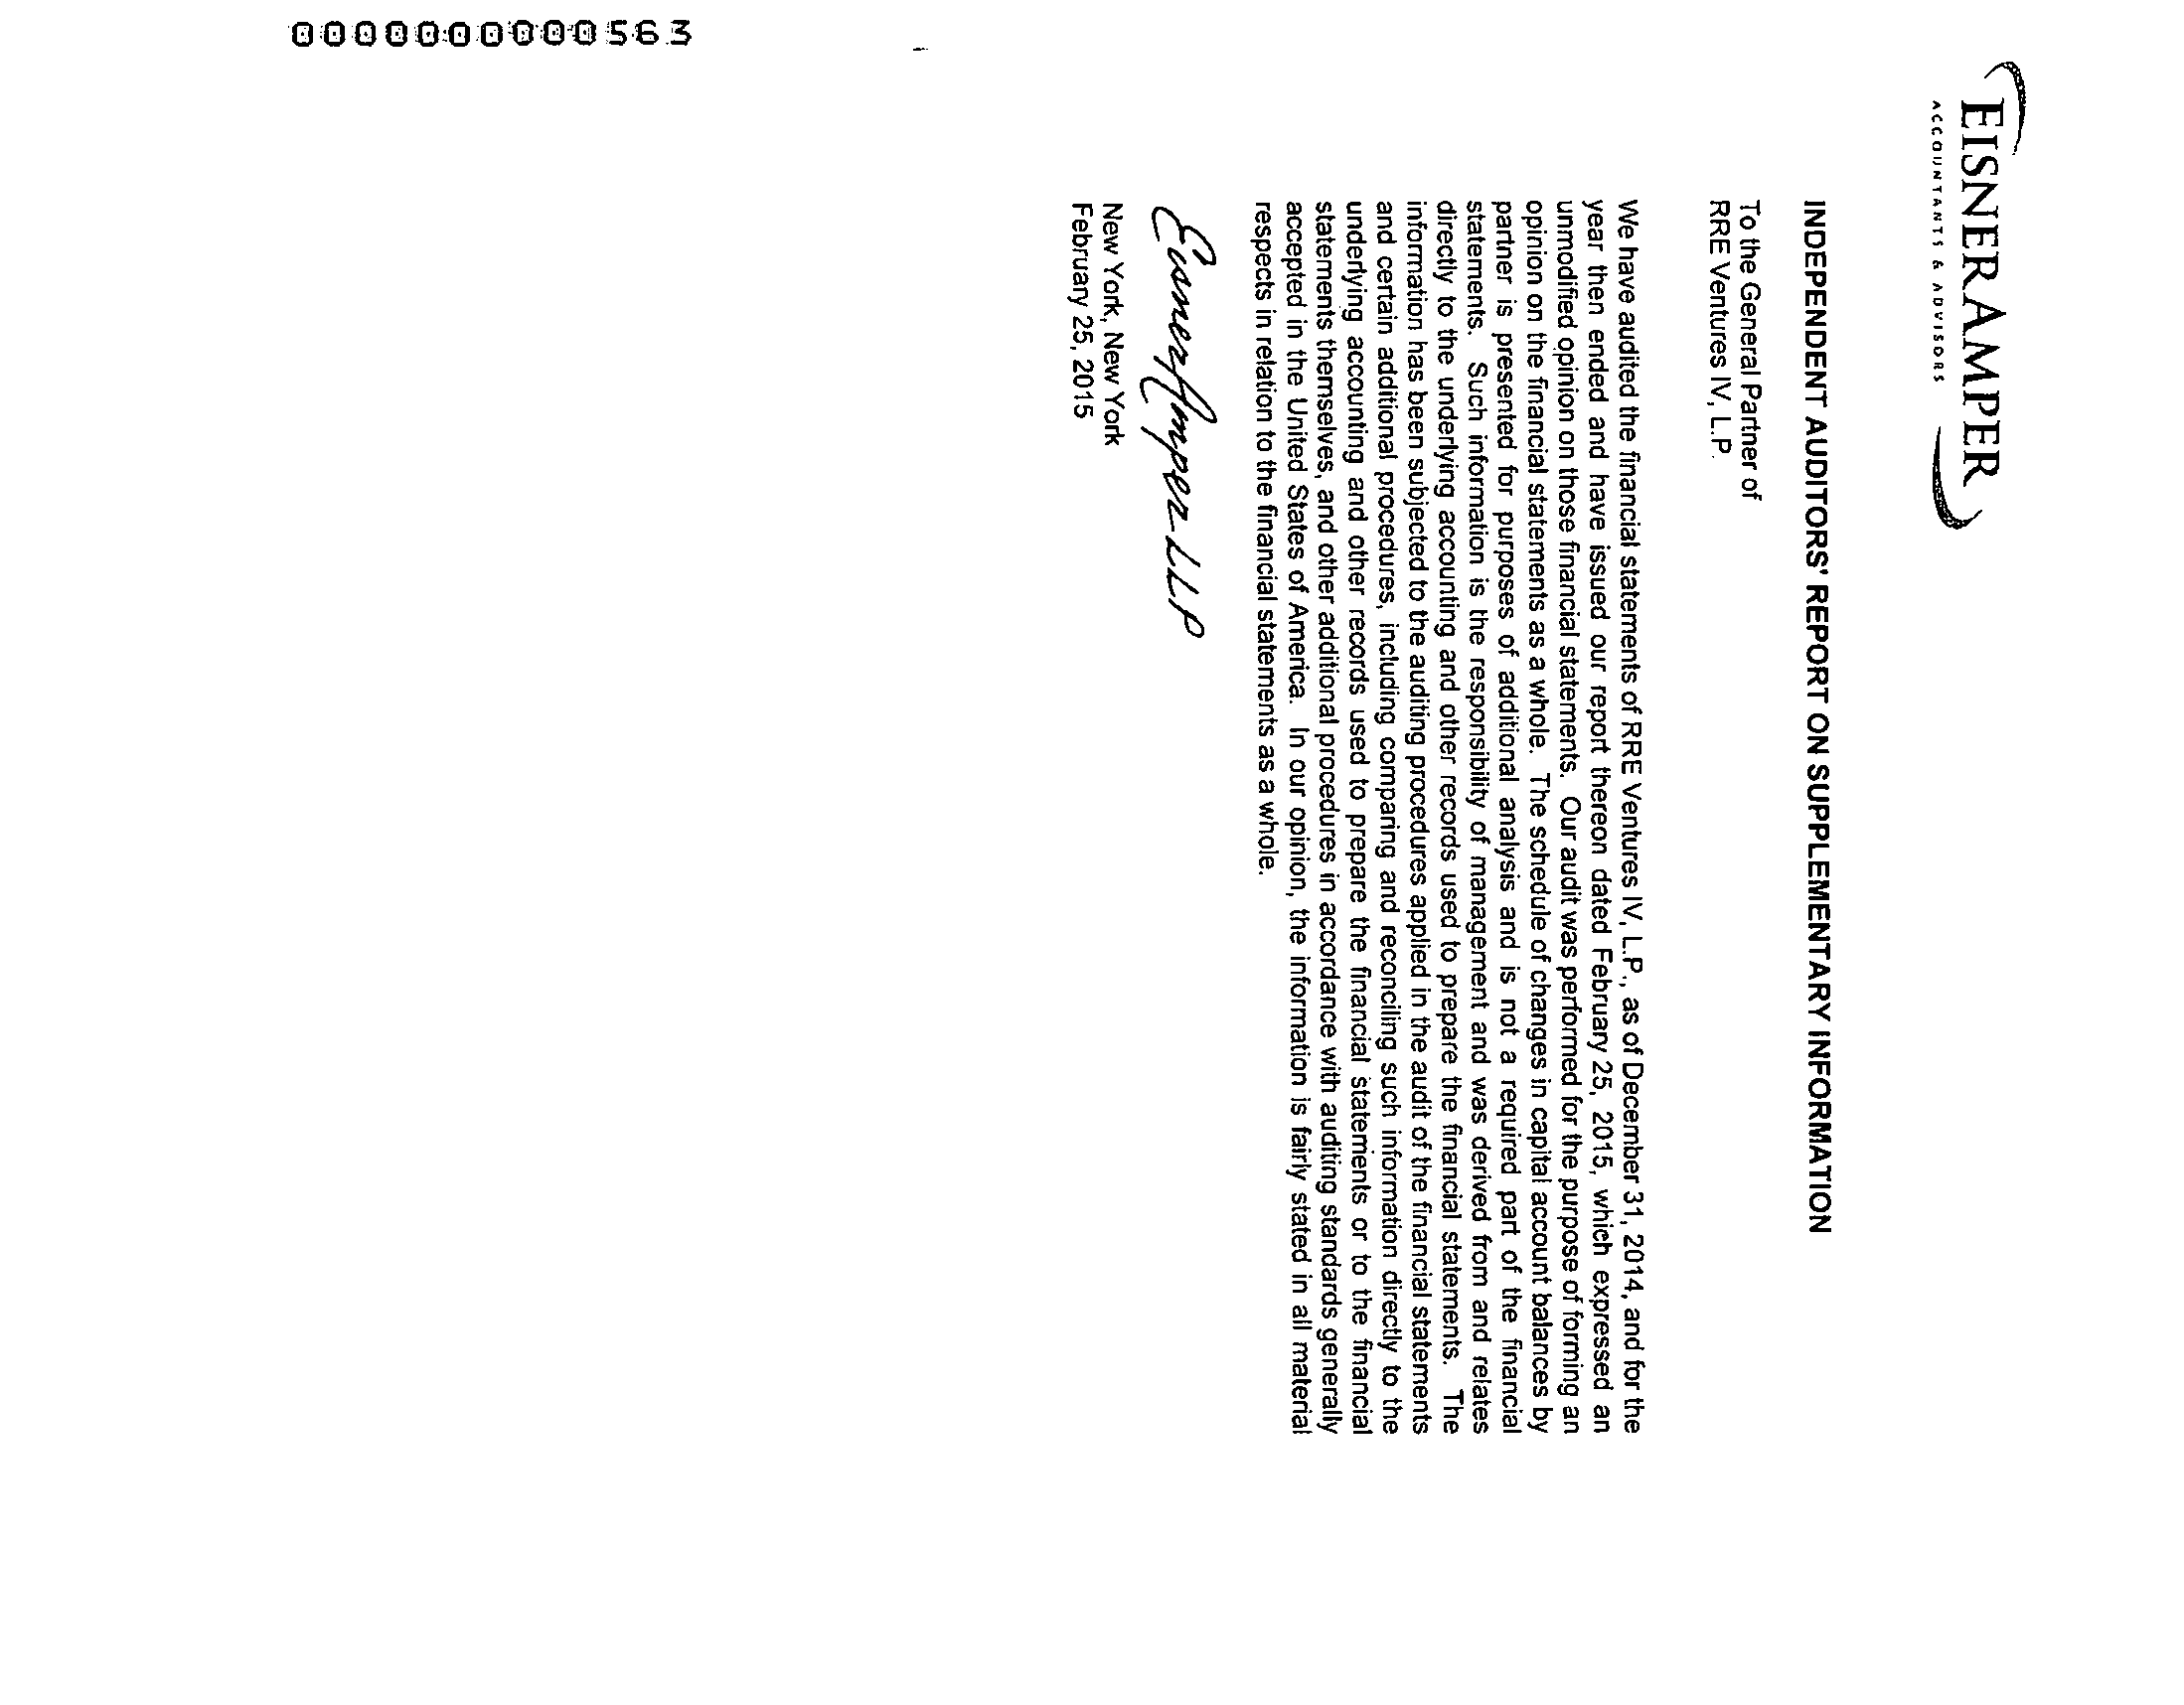 EISNERAMPER
ACCOUNTANTS & ADVISORS
INDEPENDENT AUDITORS' REPORT ON SUPPLEMENTARY INFORMATION
To the General Partner of
RRE Ventures IV, L.P.
We have audited the financial statements of RRE Ventures IV, L.P., as of December 31, 2014, and for the
year then ended and have issued our report thereon dated February 25, 2015, which expressed an
unmodified opinion on those financial statements. Our audit was performed for the purpose of forming an
opinion on the financial statements as a whole. The schedule of changes in capital account balances by
partner is presented for purposes of additional analysis and is not a required part of the financial
statements. Such information is the responsibility of management and was derived from and relates
directly to the underlying accounting and other records used to prepare the financial statements. The
information has been subjected to the auditing procedures applied in the audit of the financial statements
and certain additional procedures, including comparing and reconciling such information directly to the
underlying accounting and other records used to prepare the financial statements or to the financial
statements themselves, and other additional procedures in accordance with auditing standards generally
accepted in the United States of America. In our opinion, the information is fairly stated in all material
respects in relation to the financial statements as a whole.
EisnerAmper LLP
New York, New York
February 25, 2015
0000000000563